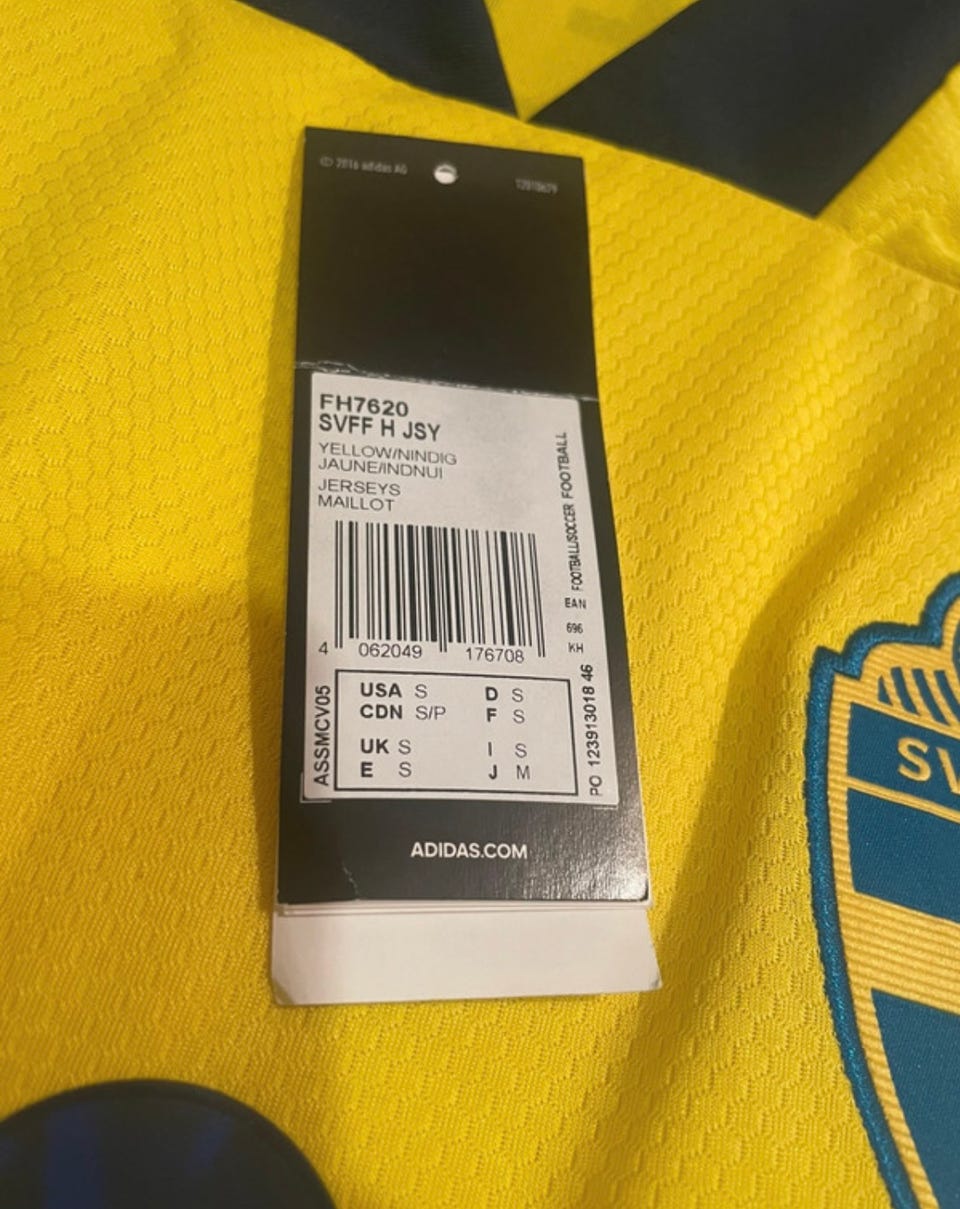 © 2016 adidas AG
12010629
FH7620
SVFF H JSY
YELLOW/NINDIG
JAUNE/INDNUI
JERSEYS
MAILLOT
FOOTBALL/SOCCER FOOTBALL
EAN
696
KH
4 062049 176708
ASSMCV05
USA S D S
CDN S/P F S
UK S I S
E S J M
PO 123913018 46
ADIDAS.COM